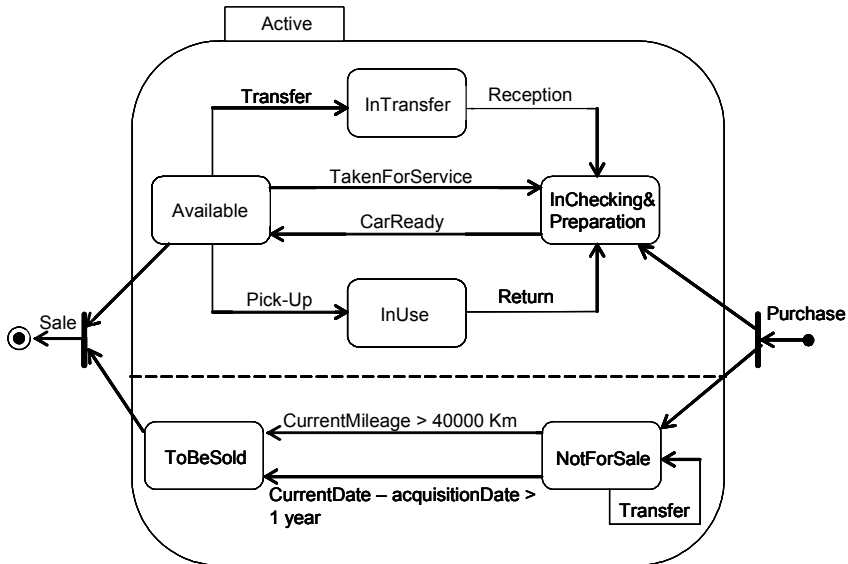 Active
Transfer
InTransfer
Reception
TakenForService
Available
InChecking&
Preparation
CarReady
Pick-Up
InUse
Return
Sale
Purchase
CurrentMileage > 40000 Km
ToBeSold
NotForSale
CurrentDate – acquisitionDate >
1 year
Transfer